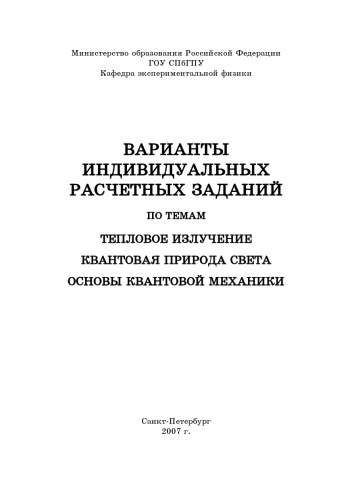 Министерство образования Российской Федерации
ГОУ СПбГПУ
Кафедра экспериментальной физики
ВАРИАНТЫ
ИНДИВИДУАЛЬНЫХ
РАСЧЕТНЫХ ЗАДАНИЙ
ПО ТЕМАМ
ТЕПЛОВОЕ ИЗЛУЧЕНИЕ
КВАНТОВАЯ ПРИРОДА СВЕТА
ОСНОВЫ КВАНТОВОЙ МЕХАНИКИ
Санкт-Петербург
2007 г.